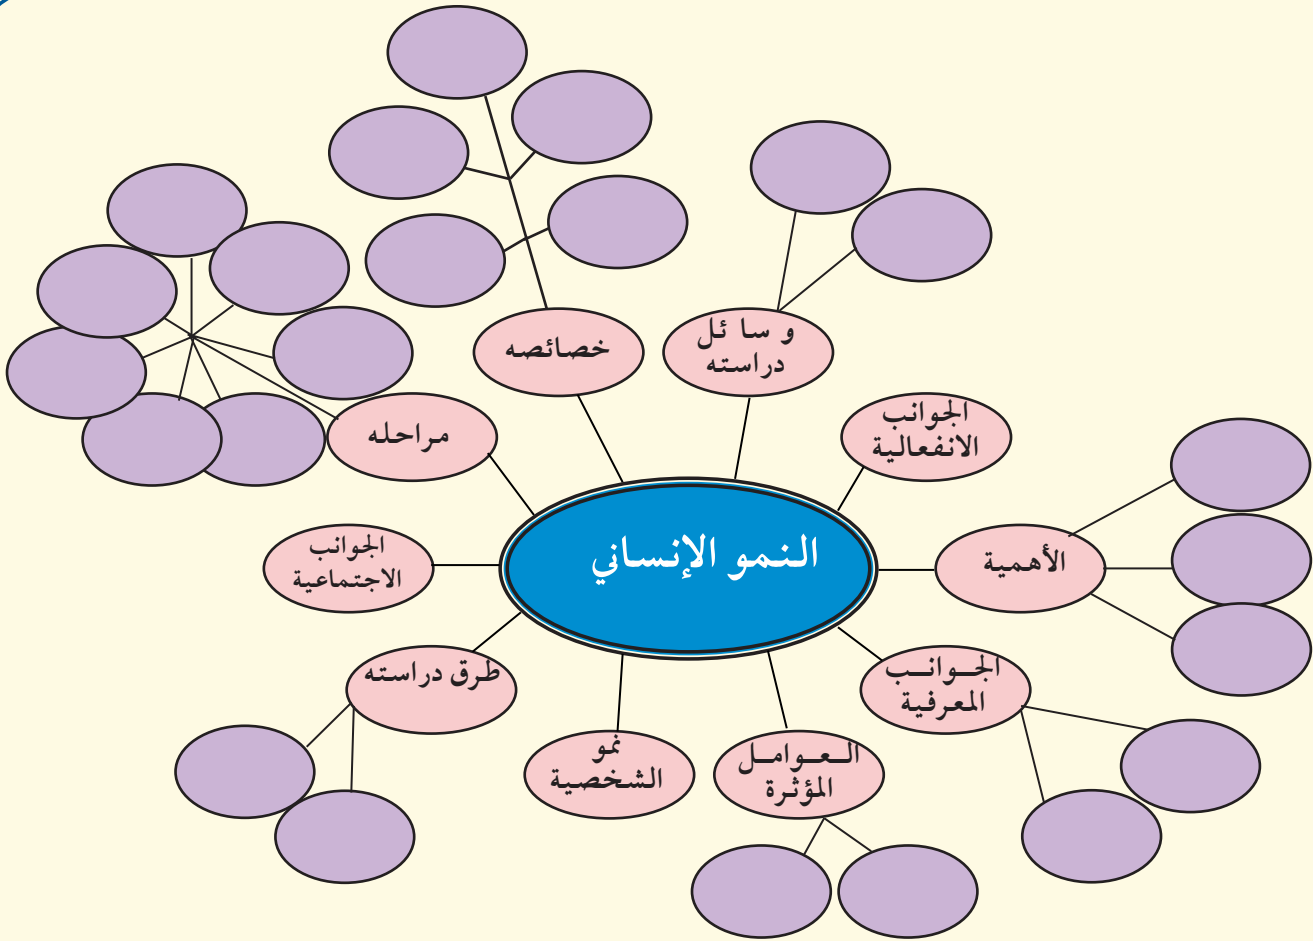 النمو الإنساني
خصائصه
و سا ئل
دراسته
الجوانب
الانفعالية
الأهمية
الجوانب
المعرفية
العوامل
المؤثرة
نمو
الشخصية
طرق دراسته
الجوانب
الاجتماعية
مراحله